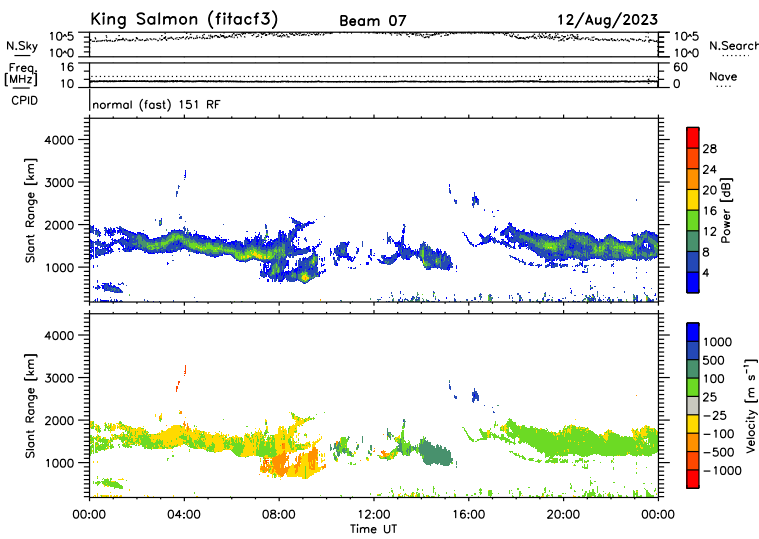 King Salmon (fitacf3) Beam 07 12/Aug/2023
N.Sky 10^5 10^0 10^5 10^0 N.Search
Freq. [MHz] 16 10 60 0 Nave
CPID normal (fast) 151 RF
Slant Range [km] 4000 3000 2000 1000
28 24 20 16 12 8 4 Power [dB]
Slant Range [km] 4000 3000 2000 1000
1000 500 100 25 −25 −100 −500 −1000 Velocity [m s⁻¹]
00:00 04:00 08:00 12:00 16:00 20:00 00:00
Time UT